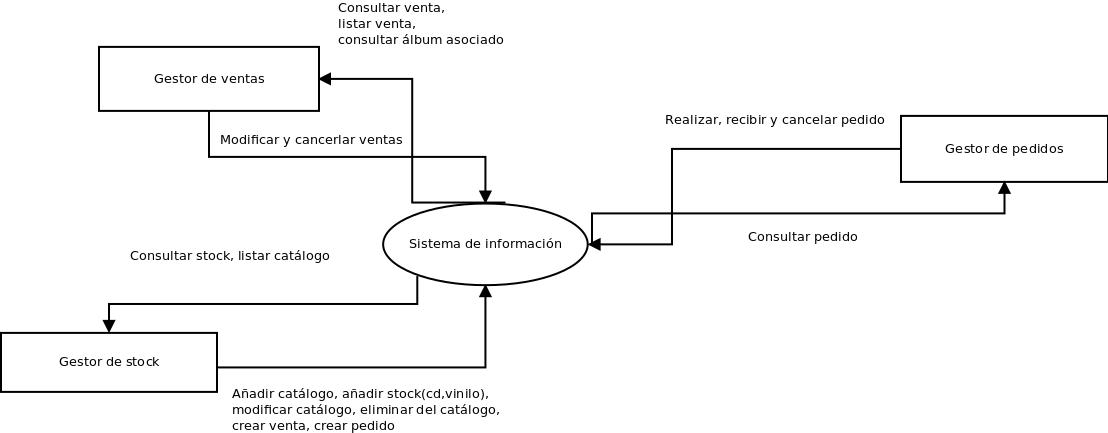 Consultar venta,
listar venta,
consultar álbum asociado
Gestor de ventas
Modificar y cancerlar ventas
Realizar, recibir y cancelar pedido
Gestor de pedidos
Sistema de información
Consultar pedido
Consultar stock, listar catálogo
Gestor de stock
Añadir catálogo, añadir stock(cd,vinilo),
modificar catálogo, eliminar del catálogo,
crear venta, crear pedido